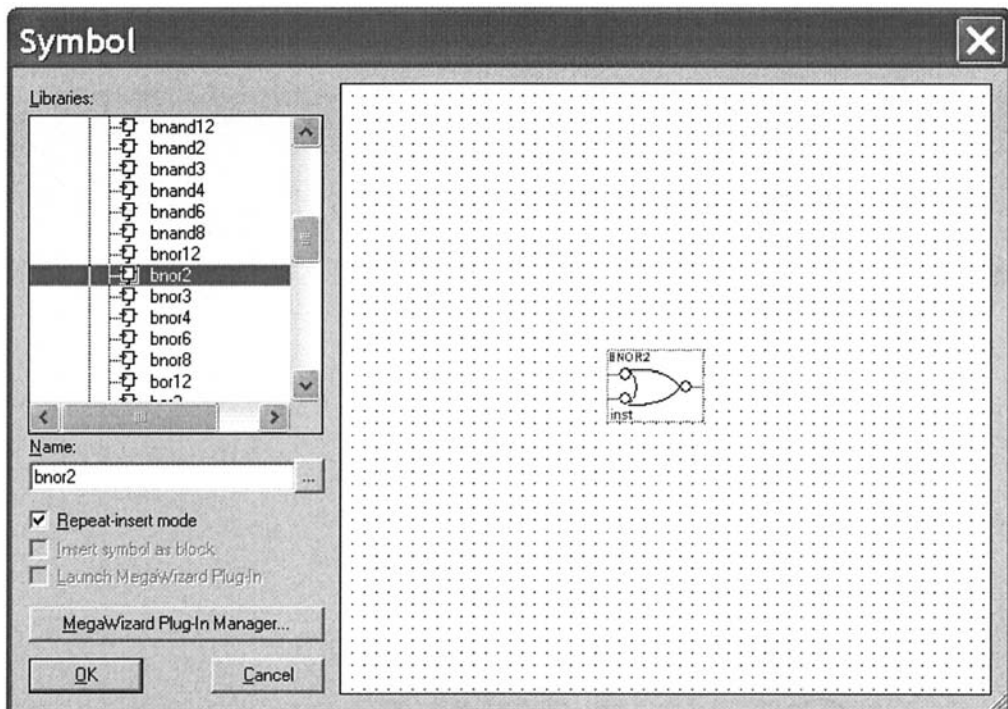 Symbol
Libraries:
bnand12
bnand2
bnand3
bnand4
bnand6
bnand8
bnor12
bnor2
bnor3
bnor4
bnor6
bnor8
bor12
Name:
bnor2
...
Repeat-insert mode
Insert symbol as block
Launch MegaWizard Plug-In
MegaWizard Plug-In Manager...
OK
Cancel
BNOR2
inst